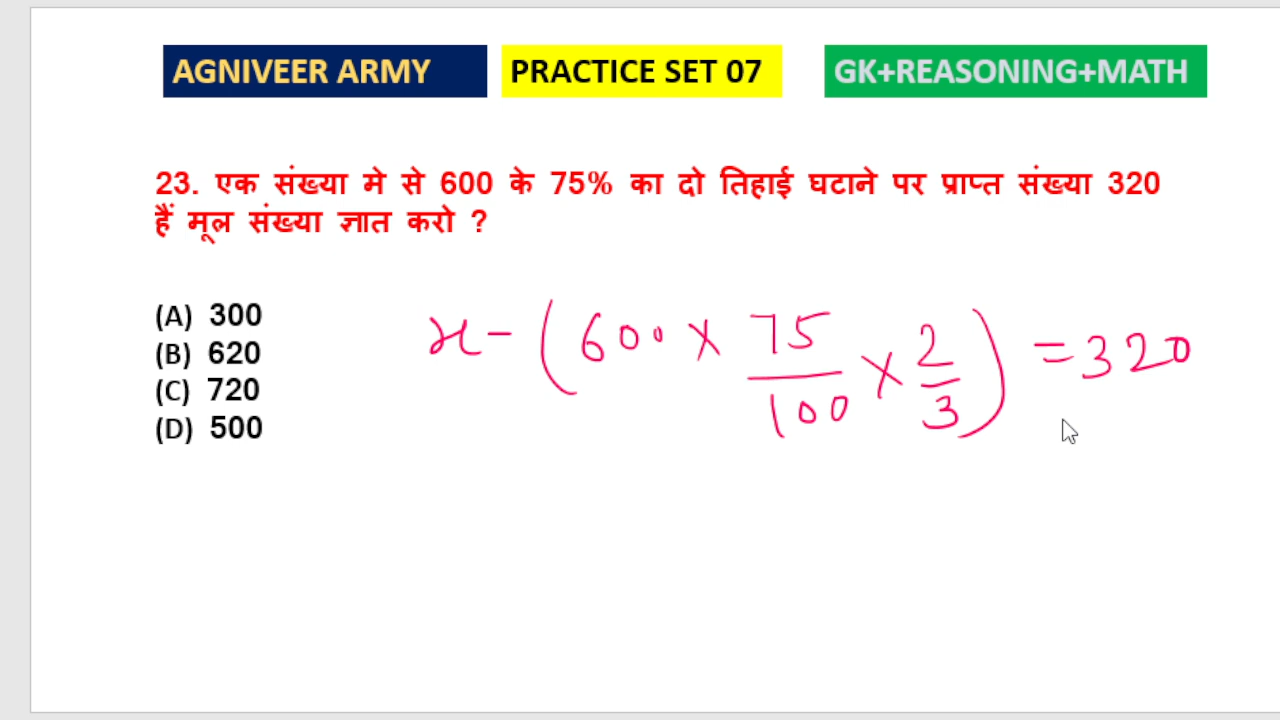 AGNIVEER ARMY PRACTICE SET 07 GK+REASONING+MATH
23. एक संख्या मे से 600 के 75% का दो तिहाई घटाने पर प्राप्त संख्या 320
हैं मूल संख्या ज्ञात करो ?
(A) 300
(B) 620
(C) 720
(D) 500
x - (600 × 75/100 × 2/3) = 320